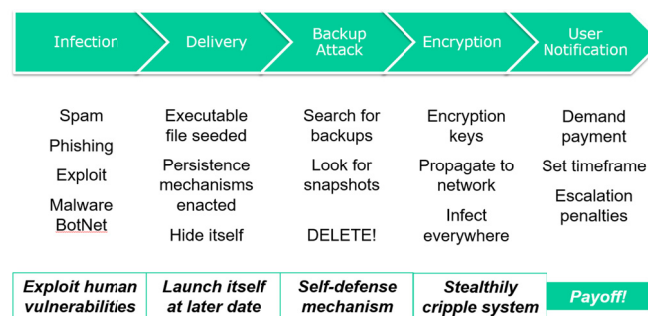 Infection
Delivery
Backup
Attack
Encryption
User
Notification
Spam
Phishing
Exploit
Malware
BotNet
Executable
file seeded
Persistence
mechanisms
enacted
Hide itself
Search for
backups
Look for
snapshots
DELETE!
Encryption
keys
Propagate to
network
Infect
everywhere
Demand
payment
Set timeframe
Escalation
penalties
Exploit human
vulnerabilities
Launch itself
at later date
Self-defense
mechanism
Stealthily
cripple system
Payoff!